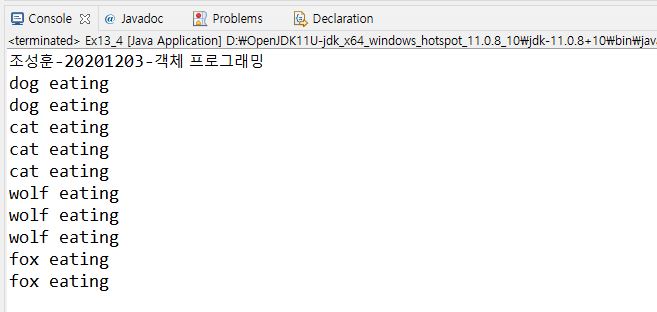 Console Javadoc Problems Declaration
<terminated> Ex13_4 [Java Application] D:₩OpenJDK11U-jdk_x64_windows_hotspot_11.0.8_10₩jdk-11.0.8+10₩bin₩java
조성훈-20201203-객체 프로그래밍
dog eating
dog eating
cat eating
cat eating
cat eating
wolf eating
wolf eating
wolf eating
fox eating
fox eating